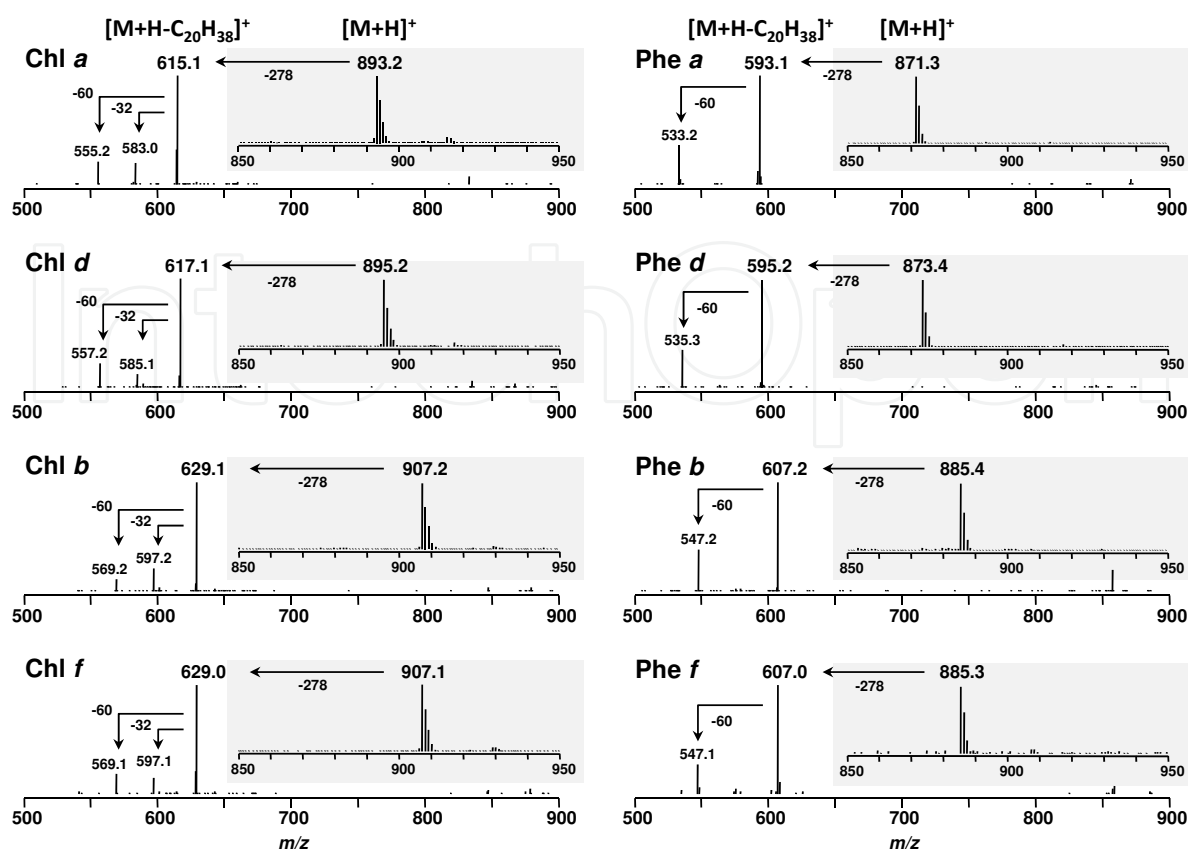 [M+H-C₂₀H₃₈]⁺ [M+H]⁺
Chl a 615.1 893.2
-278
-60
-32
555.2 583.0
850 900 950
500 600 700 800 900
[M+H-C₂₀H₃₈]⁺ [M+H]⁺
Phe a 593.1 871.3
-278
-60
533.2
850 900 950
500 600 700 800 900
Chl d 617.1 895.2
-278
-60
-32
557.2 585.1
850 900 950
500 600 700 800 900
Phe d 595.2 873.4
-278
-60
535.3
850 900 950
500 600 700 800 900
Chl b 629.1 907.2
-278
-60
-32
569.2 597.2
850 900 950
500 600 700 800 900
Phe b 607.2 885.4
-278
-60
547.2
850 900 950
500 600 700 800 900
Chl f 629.0 907.1
-278
-60
-32
569.1 597.1
850 900 950
500 600 700 800 900
m/z
Phe f 607.0 885.3
-278
-60
547.1
850 900 950
500 600 700 800 900
m/z
IntechOpen